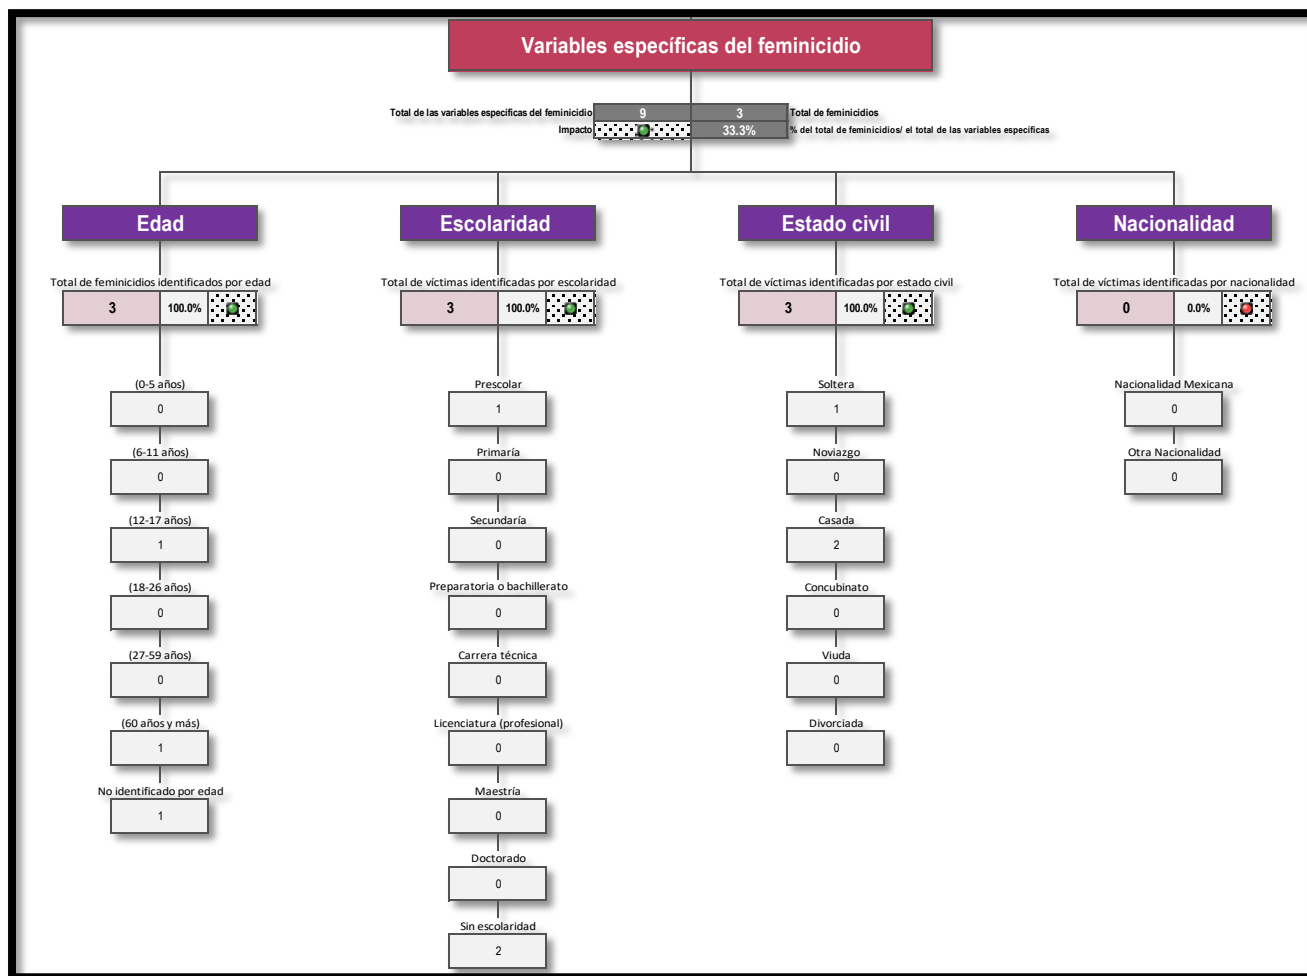 Variables específicas del feminicidio
Total de las variables específicas del feminicidio 9 3 Total de feminicidios
Impacto 33.3% % del total de feminicidios/ el total de las variables específicas
Edad
Total de feminicidios identificados por edad
3 100.0%
(0-5 años)
0
(6-11 años)
0
(12-17 años)
1
(18-26 años)
0
(27-59 años)
0
(60 años y más)
1
No identificado por edad
1
Escolaridad
Total de víctimas identificadas por escolaridad
3 100.0%
Prescolar
1
Primaría
0
Secundaría
0
Preparatoria o bachillerato
0
Carrera técnica
0
Licenciatura (profesional)
0
Maestría
0
Doctorado
0
Sin escolaridad
2
Estado civil
Total de víctimas identificadas por estado civil
3 100.0%
Soltera
1
Noviazgo
0
Casada
2
Concubinato
0
Viuda
0
Divorciada
0
Nacionalidad
Total de víctimas identificadas por nacionalidad
0 0.0%
Nacionalidad Mexicana
0
Otra Nacionalidad
0